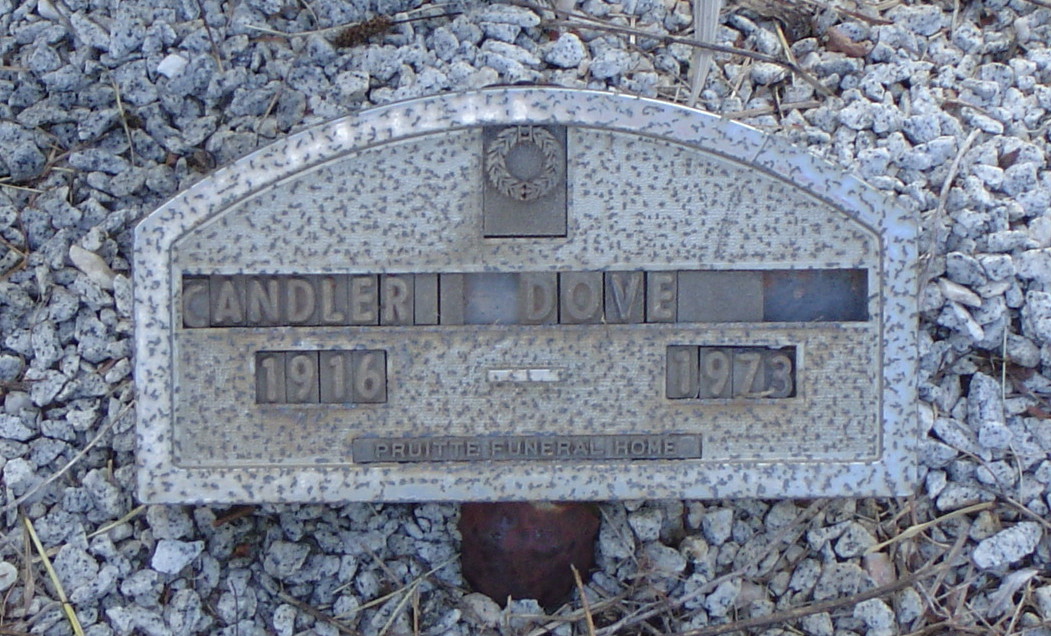 CANDLER DOVE
1916 1973
PRUITTE FUNERAL HOME